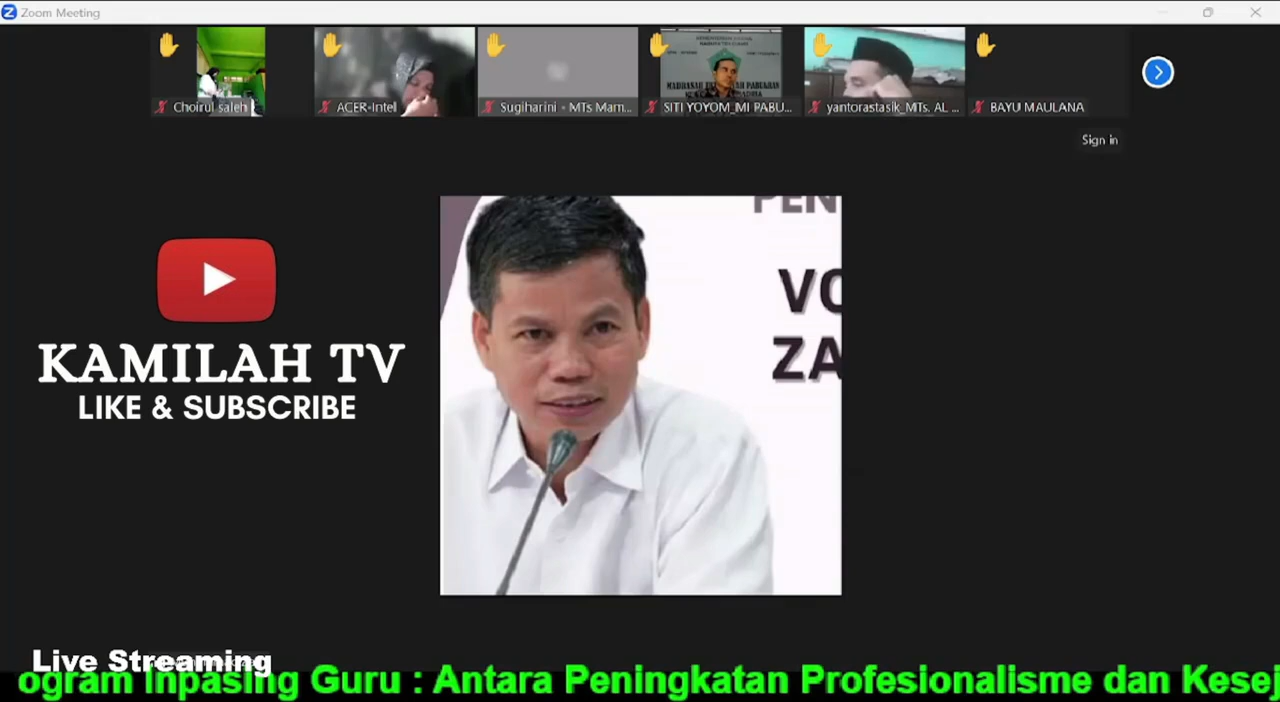 Zoom Meeting
Choirul saleh
ACER-Intel
Sugiharini - MTs Mam...
SITI YOYOM_MI PABU...
yantorastasik_MTs. AL ...
BAYU MAULANA
Sign in
PEN
VO
ZA
KAMILAH TV
LIKE & SUBSCRIBE
Live Streaming
ogram Inpasing Guru : Antara Peningkatan Profesionalisme dan Kesej